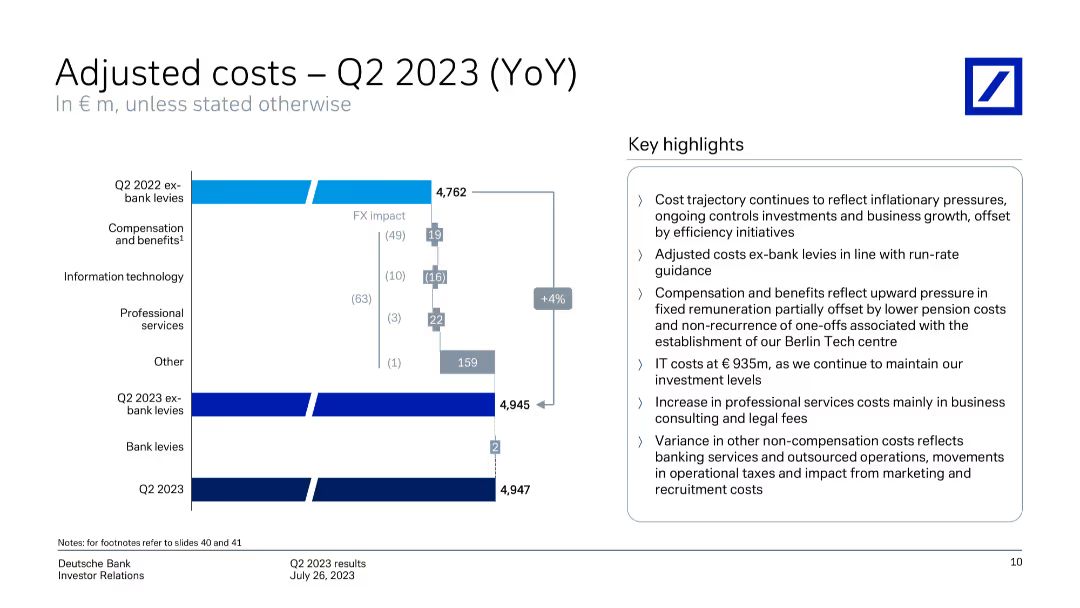 Adjusted costs – Q2 2023 (YoY)
In € m, unless stated otherwise
Q2 2022 ex-
bank levies
4,762
FX impact
Compensation
and benefits¹
(49)
19
Information technology
(10)
(16)
(63)
+4%
Professional
services
(3)
22
Other
(1)
159
Q2 2023 ex-
bank levies
4,945
Bank levies
2
Q2 2023
4,947
Key highlights
〉 Cost trajectory continues to reflect inflationary pressures,
ongoing controls investments and business growth, offset
by efficiency initiatives
〉 Adjusted costs ex-bank levies in line with run-rate
guidance
〉 Compensation and benefits reflect upward pressure in
fixed remuneration partially offset by lower pension costs
and non-recurrence of one-offs associated with the
establishment of our Berlin Tech centre
〉 IT costs at € 935m, as we continue to maintain our
investment levels
〉 Increase in professional services costs mainly in business
consulting and legal fees
〉 Variance in other non-compensation costs reflects
banking services and outsourced operations, movements
in operational taxes and impact from marketing and
recruitment costs
Notes: for footnotes refer to slides 40 and 41
Deutsche Bank
Investor Relations
Q2 2023 results
July 26, 2023
10